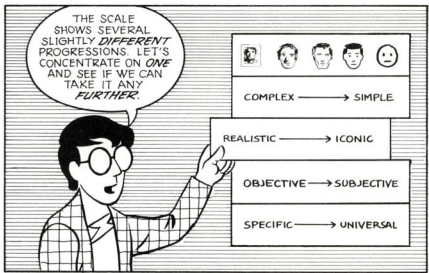 THE SCALE
SHOWS SEVERAL
SLIGHTLY DIFFERENT
PROGRESSIONS. LET'S
CONCENTRATE ON ONE
AND SEE IF WE CAN
TAKE IT ANY
FURTHER.
COMPLEX → SIMPLE
REALISTIC → ICONIC
OBJECTIVE → SUBJECTIVE
SPECIFIC → UNIVERSAL